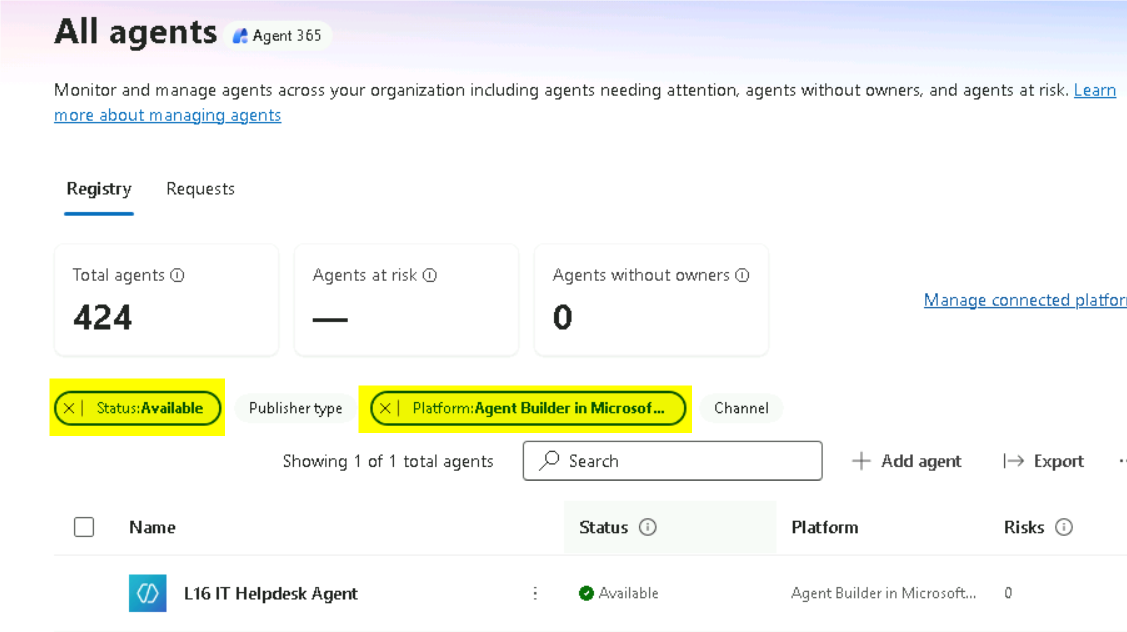 All agents Agent 365
Monitor and manage agents across your organization including agents needing attention, agents without owners, and agents at risk. Learn
more about managing agents
Registry Requests
Total agents Agents at risk Agents without owners
424 — 0
Manage connected platfor
Status:Available Publisher type Platform:Agent Builder in Microsof... Channel
Showing 1 of 1 total agents Search Add agent Export
Name Status Platform Risks
L16 IT Helpdesk Agent Available Agent Builder in Microsoft... 0